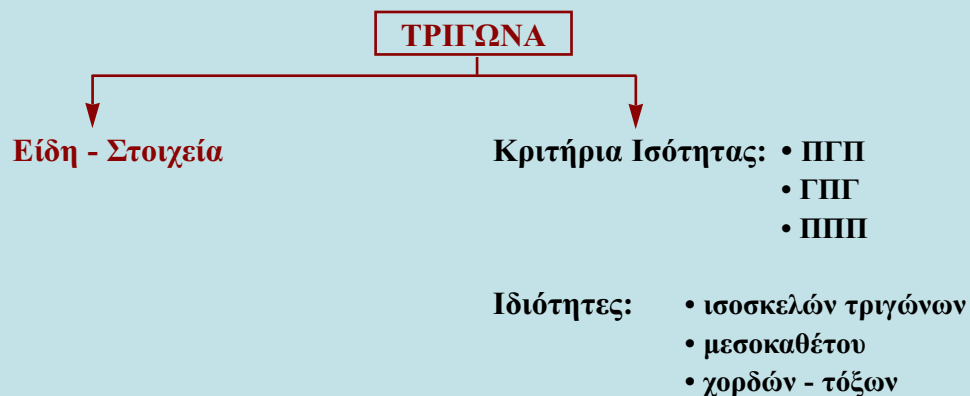 ΤΡΙΓΩΝΑ
Είδη - Στοιχεία
Κριτήρια Ισότητας: • ΠΓΠ
• ΓΠΓ
• ΠΠΠ
Ιδιότητες: • ισοσκελών τριγώνων
• μεσοκαθέτου
• χορδών - τόξων